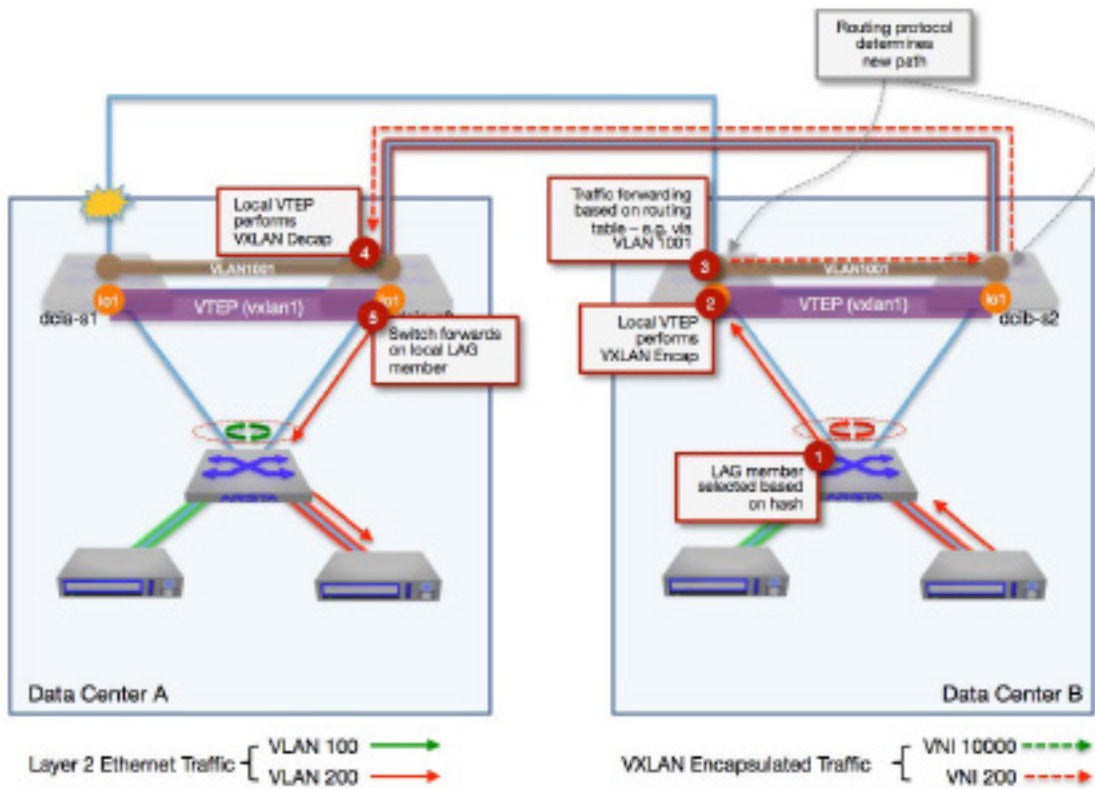 Routing protocol
determines
new path
Local VTEP
performs
VXLAN Decap
4
Traffic forwarding
based on routing
table – e.g. via
VLAN 1001
3
VLAN1001
VLAN1001
lo1
VTEP (vxlan1)
lo1
2
VTEP (vxlan1)
lo1
dcia-s1
dcib-s2
5
Switch forwards
on local LAG
member
Local VTEP
performs
VXLAN Encap
1
LAG member
selected based
on hash
ARISTA
Data Center A
Data Center B
Layer 2 Ethernet Traffic
VLAN 100
VLAN 200
VXLAN Encapsulated Traffic
VNI 10000
VNI 200